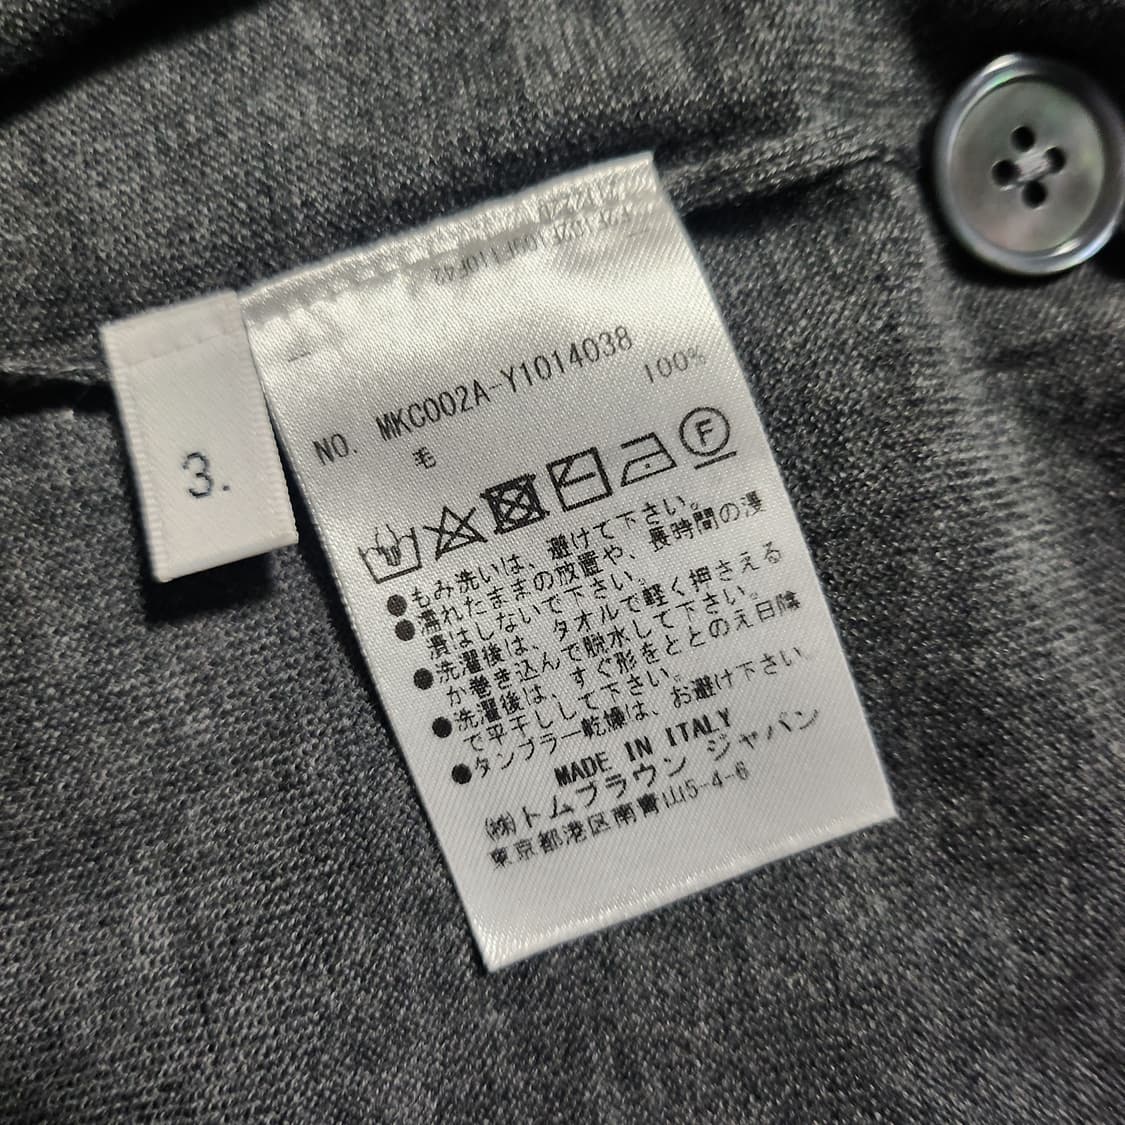 3.
NO. MKC002A-Y1014038
毛 100%
F
●もみ洗いは、避けて下さい。
●濡れたままの放置や、長時間の浸
漬はしないで下さい。
●洗濯後は、タオルで軽く押さえる
か巻き込んで脱水して下さい。
●洗濯後は、すぐ形をととのえ日陰
で平干しして下さい。
●タンブラー乾燥は、お避け下さい。
MADE IN ITALY
㈱トムブラウン ジャパン
東京都港区南青山5-4-6